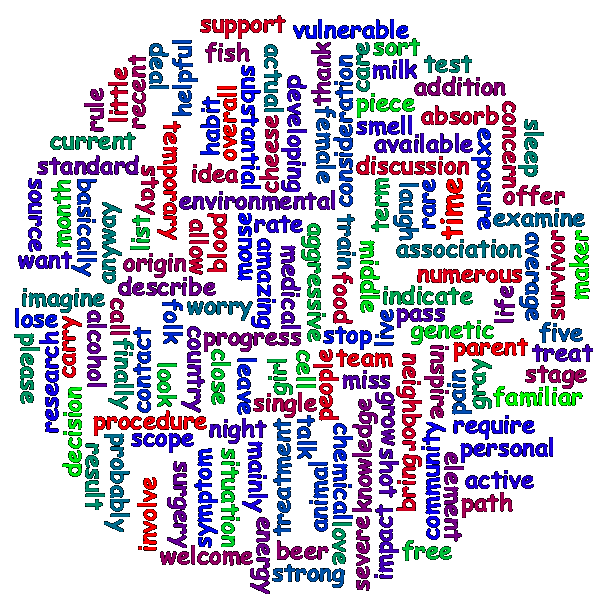 support
vulnerable
fish
thank
care
sort
milk
test
deal
helpful
actual
addition
rule
little
recent
habit
overall
substantial
cheese
developing
female
consideration
piece
smell
absorb
available
concern
sleep
current
temporary
standard
stay
idea
discussion
exposure
offer
source
month
basically
anyway
list
environmental
term
laugh
rare
time
examine
want
origin
allow
blood
mouse
rate
amazing
medical
aggressive
train
food
middle
association
average
survivor
maker
numerous
describe
imagine
indicate
life
lose
carry
alcohol
call
finally
contact
folk
worry
country
progress
stop
live
pass
genetic
five
please
researcher
look
close
leave
girl
cell
people
team
miss
neighboring
inspire
parent
treat
stage
pain
gray
familiar
single
decision
procedure
scope
night
talk
grow
require
personal
result
probably
involve
surgery
symptom
situation
mainly
treatment
animal
chemical
love
knowledge
shot
bring
community
element
active
path
welcome
energy
beer
strong
severe
impact
free